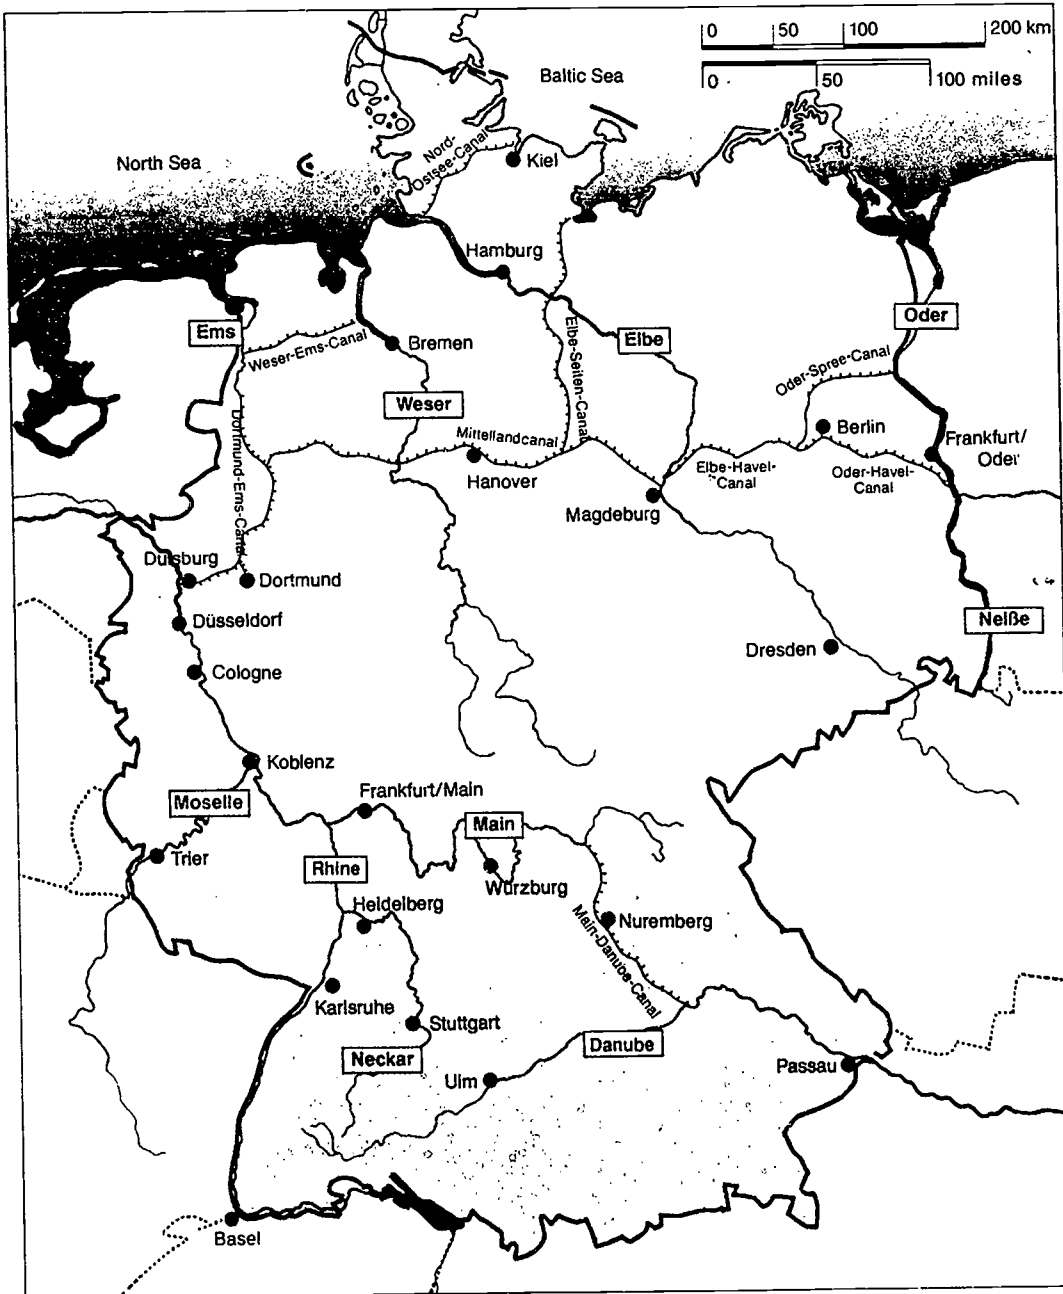 0 50 100 200 km
0 50 100 miles
Baltic Sea
North Sea
Nord-
Ostsee-Canal
Kiel
Hamburg
Ems
Weser-Ems-Canal
Bremen
Elbe-Seiten-Canal
Elbe
Oder
Oder-Spree-Canal
Weser
Dortmund-Ems-Canal
Mittellandcanal
Hanover
Berlin
Frankfurt/
Oder
Elbe-Havel-
Canal
Oder-Havel-
Canal
Magdeburg
Duisburg
Dortmund
Düsseldorf
Neiße
Dresden
Cologne
Koblenz
Moselle
Frankfurt/Main
Main
Trier
Rhine
Würzburg
Heidelberg
Nuremberg
Main-Danube-Canal
Karlsruhe
Stuttgart
Neckar
Danube
Ulm
Passau
Basel